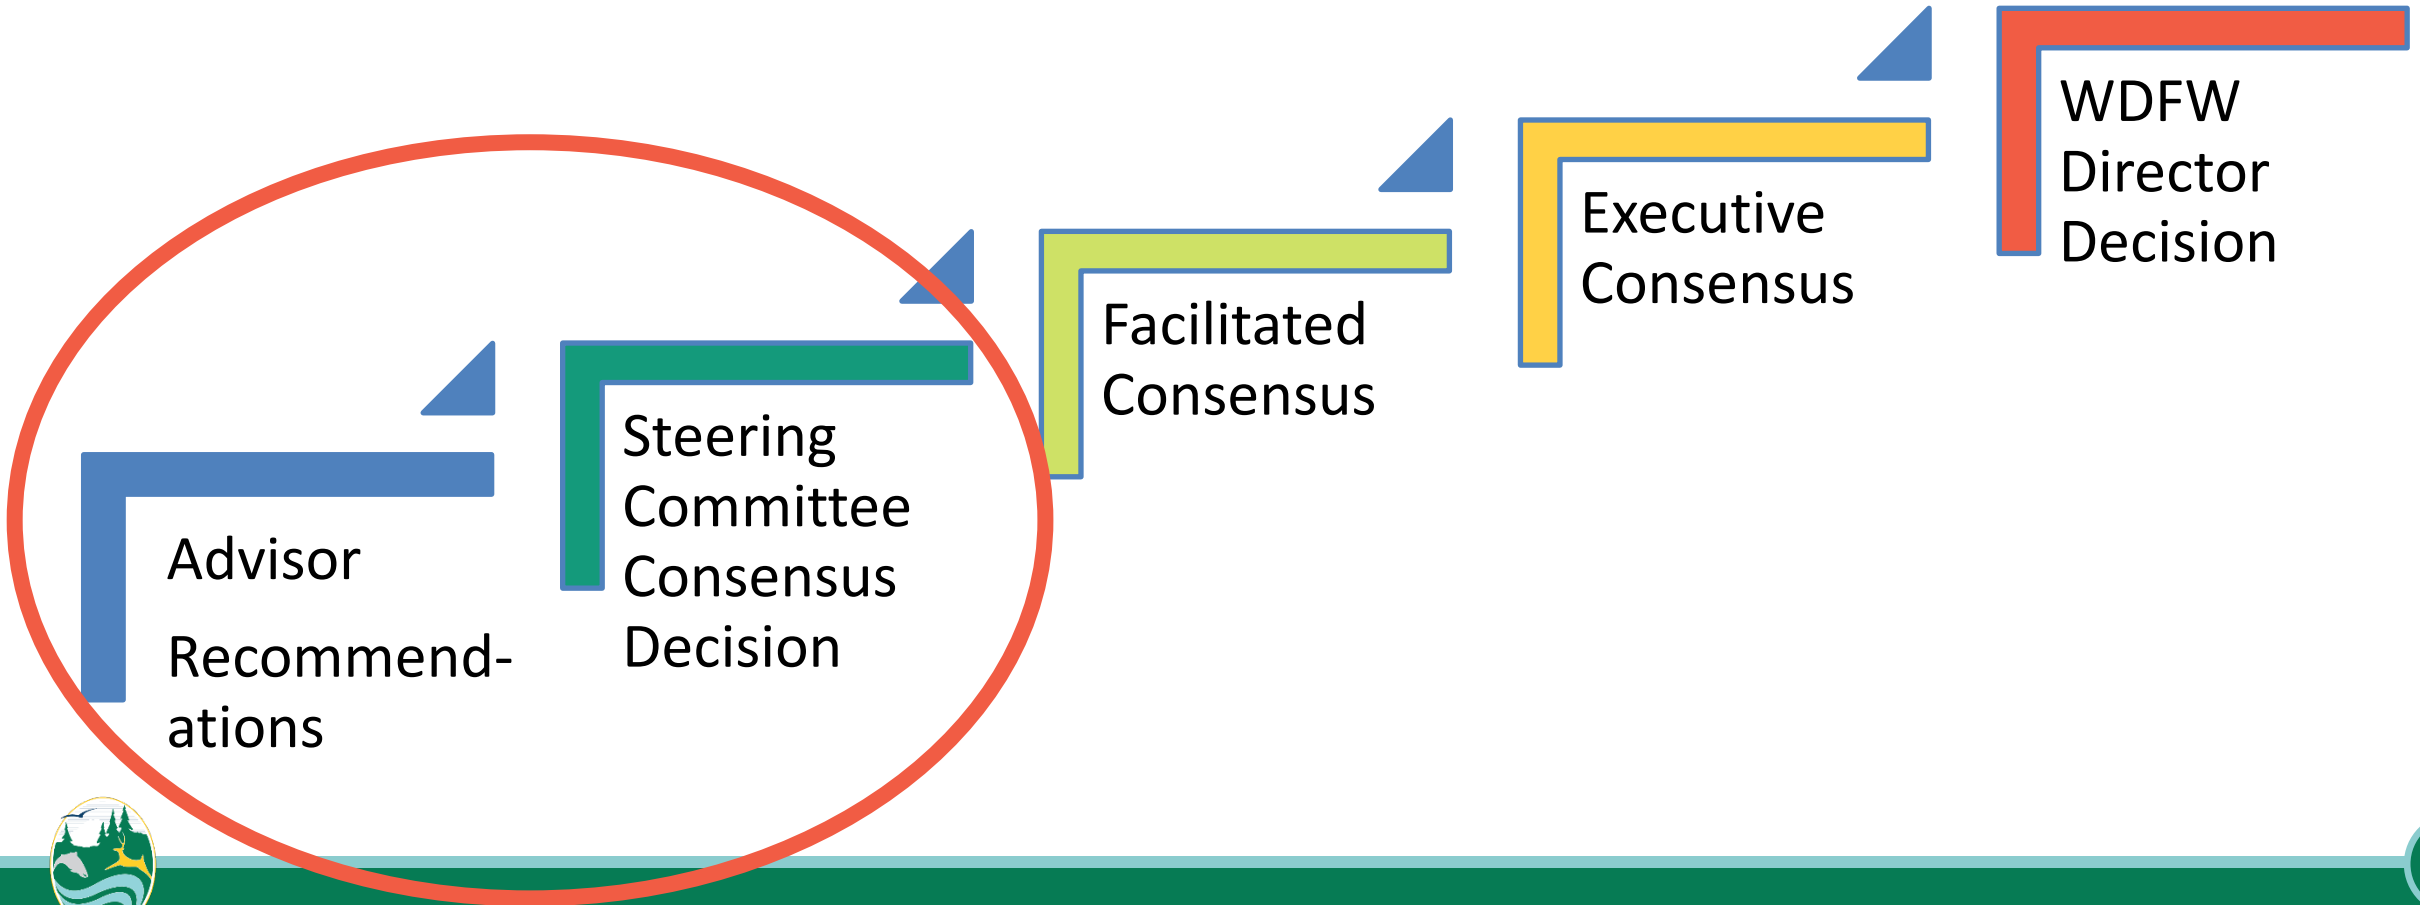 Advisor
Recommend-
ations
Steering
Committee
Consensus
Decision
Facilitated
Consensus
Executive
Consensus
WDFW
Director
Decision